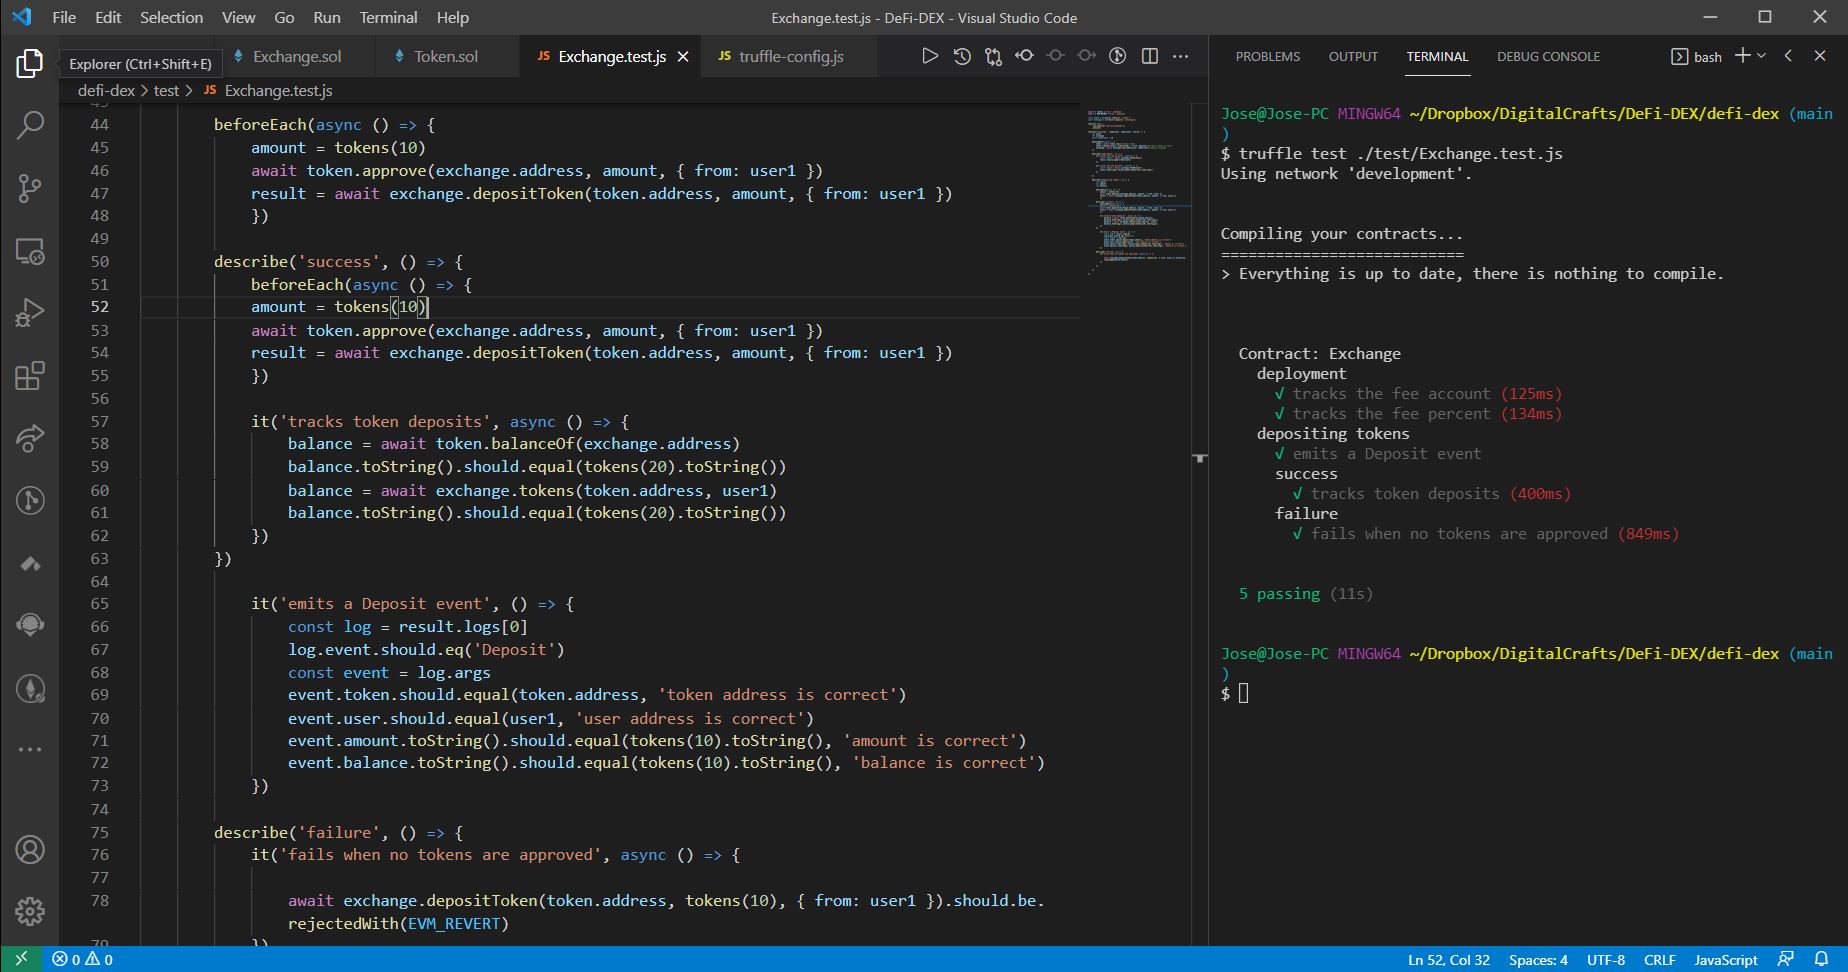 File Edit Selection View Go Run Terminal Help
Exchange.test.js - DeFi-DEX - Visual Studio Code
Explorer (Ctrl+Shift+E)
Exchange.sol
Token.sol
JS Exchange.test.js
JS truffle-config.js
defi-dex > test > JS Exchange.test.js
43
44 beforeEach(async () => {
45 amount = tokens(10)
46 await token.approve(exchange.address, amount, { from: user1 })
47 result = await exchange.depositToken(token.address, amount, { from: user1 })
48 })
49
50 describe('success', () => {
51 beforeEach(async () => {
52 amount = tokens(10)
53 await token.approve(exchange.address, amount, { from: user1 })
54 result = await exchange.depositToken(token.address, amount, { from: user1 })
55 })
56
57 it('tracks token deposits', async () => {
58 balance = await token.balanceOf(exchange.address)
59 balance.toString().should.equal(tokens(20).toString())
60 balance = await exchange.tokens(token.address, user1)
61 balance.toString().should.equal(tokens(20).toString())
62 })
63 })
64
65 it('emits a Deposit event', () => {
66 const log = result.logs[0]
67 log.event.should.eq('Deposit')
68 const event = log.args
69 event.token.should.equal(token.address, 'token address is correct')
70 event.user.should.equal(user1, 'user address is correct')
71 event.amount.toString().should.equal(tokens(10).toString(), 'amount is correct')
72 event.balance.toString().should.equal(tokens(10).toString(), 'balance is correct')
73 })
74
75 describe('failure', () => {
76 it('fails when no tokens are approved', async () => {
77
78 await exchange.depositToken(token.address, tokens(10), { from: user1 }).should.be.
rejectedWith(EVM_REVERT)
79 })
PROBLEMS OUTPUT TERMINAL DEBUG CONSOLE
bash
Jose@Jose-PC MINGW64 ~/Dropbox/DigitalCrafts/DeFi-DEX/defi-dex (main
)
$ truffle test ./test/Exchange.test.js
Using network 'development'.
Compiling your contracts...
===========================
> Everything is up to date, there is nothing to compile.
Contract: Exchange
deployment
√ tracks the fee account (125ms)
√ tracks the fee percent (134ms)
depositing tokens
√ emits a Deposit event
success
√ tracks token deposits (400ms)
failure
√ fails when no tokens are approved (849ms)
5 passing (11s)
Jose@Jose-PC MINGW64 ~/Dropbox/DigitalCrafts/DeFi-DEX/defi-dex (main
)
$
0 0
Ln 52, Col 32 Spaces: 4 UTF-8 CRLF JavaScript